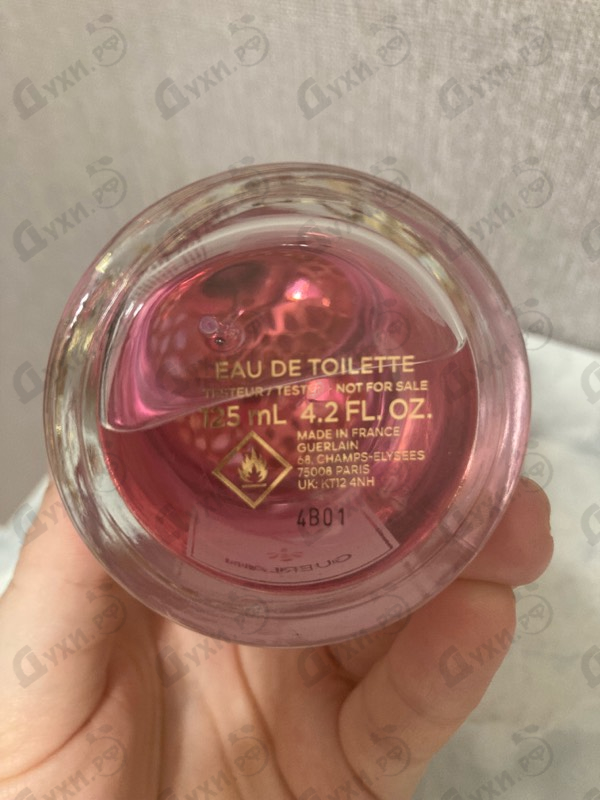 EAU DE TOILETTE
TESTEUR / TESTER - NOT FOR SALE
125 mL 4.2 FL. OZ.
MADE IN FRANCE
GUERLAIN
68, CHAMPS-ELYSEES
75008 PARIS
UK: KT12 4NH
4B01
Духи.РФ